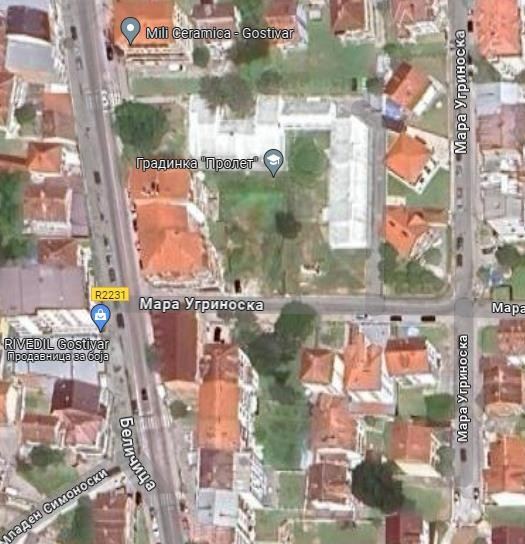 Mili Ceramica - Gostivar
Мара Угриноска
Градинка "Пролет"
R2231
Мара Угриноска
Мара
RIVEDIL Gostivar
Продавница за боја
Мара Угриноска
Беличица
Младен Симоноски